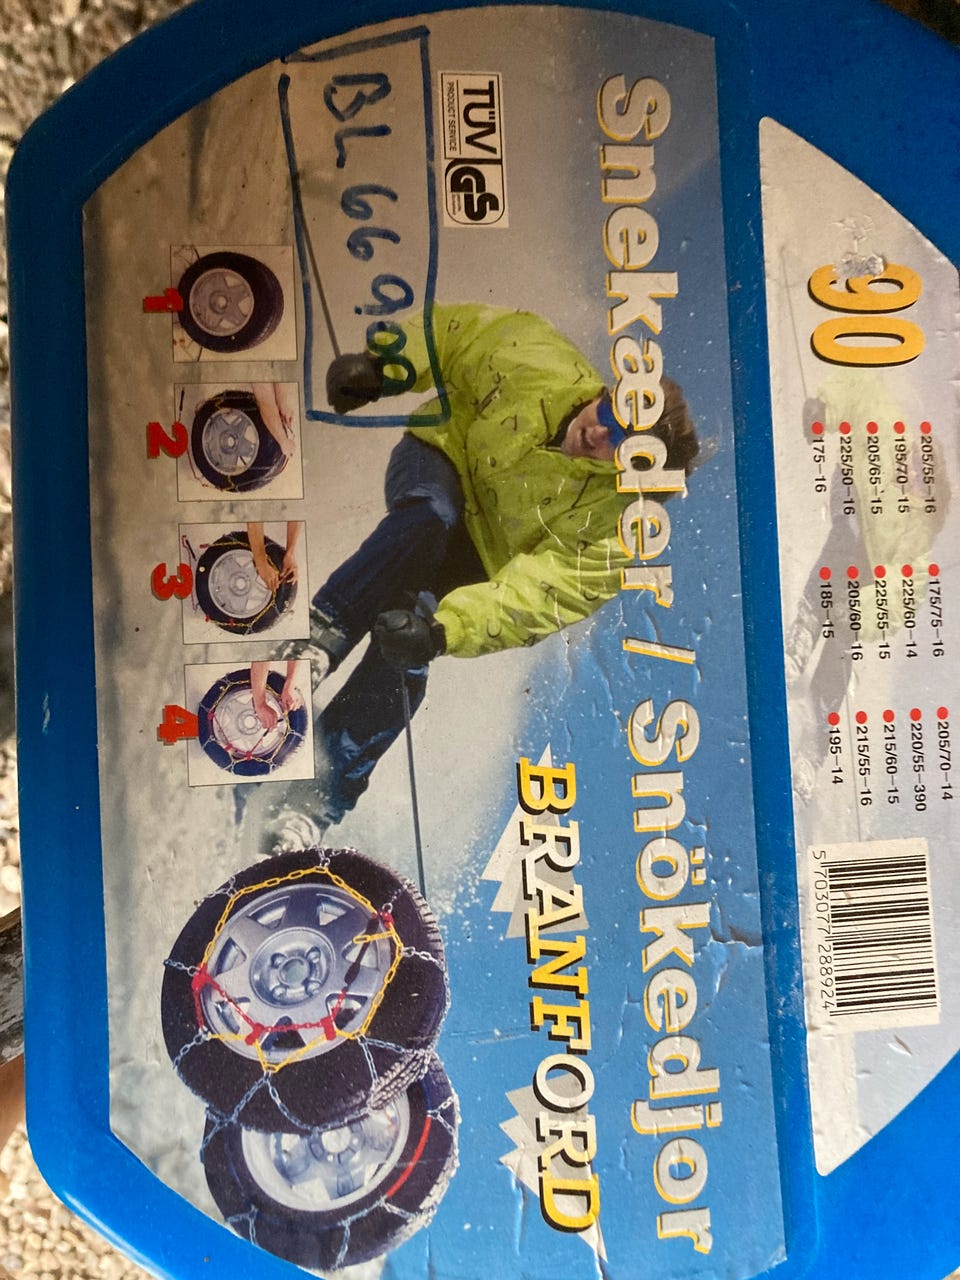 90
205/55–16 175/75–16 205/70–14
195/70–15 225/60–14 220/55–390
205/65–15 225/55–15 215/60–15
225/50–16 205/60–16 215/55–16
175–16 185–15 195–14
5 703077 288924
Snekæder / Snökedjor
BRANFORD
TÜV
PRODUCT SERVICE
GS
BL 66
1
2
3
4